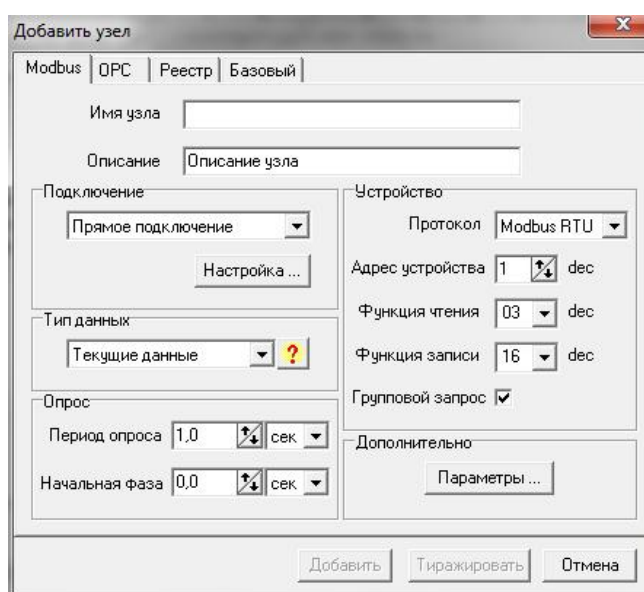 Добавить узел
Modbus OPC Реестр Базовый
Имя узла
Описание Описание узла
Подключение
Прямое подключение
Настройка ...
Тип данных
Текущие данные ?
Опрос
Период опроса 1,0 сек
Начальная фаза 0,0 сек
Устройство
Протокол Modbus RTU
Адрес устройства 1 dec
Функция чтения 03 dec
Функция записи 16 dec
Групповой запрос
Дополнительно
Параметры ...
Добавить Тиражировать Отмена